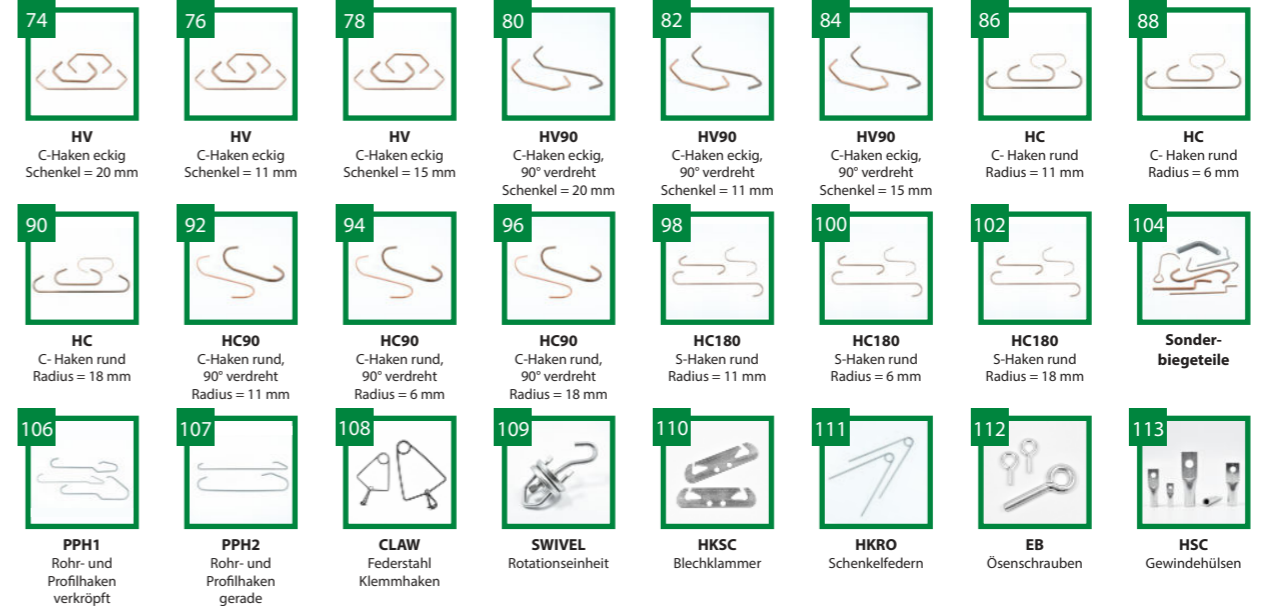 74
HV
C-Haken eckig
Schenkel = 20 mm
76
HV
C-Haken eckig
Schenkel = 11 mm
78
HV
C-Haken eckig
Schenkel = 15 mm
80
HV90
C-Haken eckig,
90° verdreht
Schenkel = 20 mm
82
HV90
C-Haken eckig,
90° verdreht
Schenkel = 11 mm
84
HV90
C-Haken eckig,
90° verdreht
Schenkel = 15 mm
86
HC
C- Haken rund
Radius = 11 mm
88
HC
C- Haken rund
Radius = 6 mm
90
HC
C- Haken rund
Radius = 18 mm
92
HC90
C-Haken rund,
90° verdreht
Radius = 11 mm
94
HC90
C-Haken rund,
90° verdreht
Radius = 6 mm
96
HC90
C-Haken rund,
90° verdreht
Radius = 18 mm
98
HC180
S-Haken rund
Radius = 11 mm
100
HC180
S-Haken rund
Radius = 6 mm
102
HC180
S-Haken rund
Radius = 18 mm
104
Sonder-
biegeteile
106
PPH1
Rohr- und
Profilhaken
verkröpft
107
PPH2
Rohr- und
Profilhaken
gerade
108
CLAW
Federstahl
Klemmhaken
109
SWIVEL
Rotationseinheit
110
HKSC
Blechklammer
111
HKRO
Schenkelfedern
112
EB
Ösenschrauben
113
HSC
Gewindehülsen